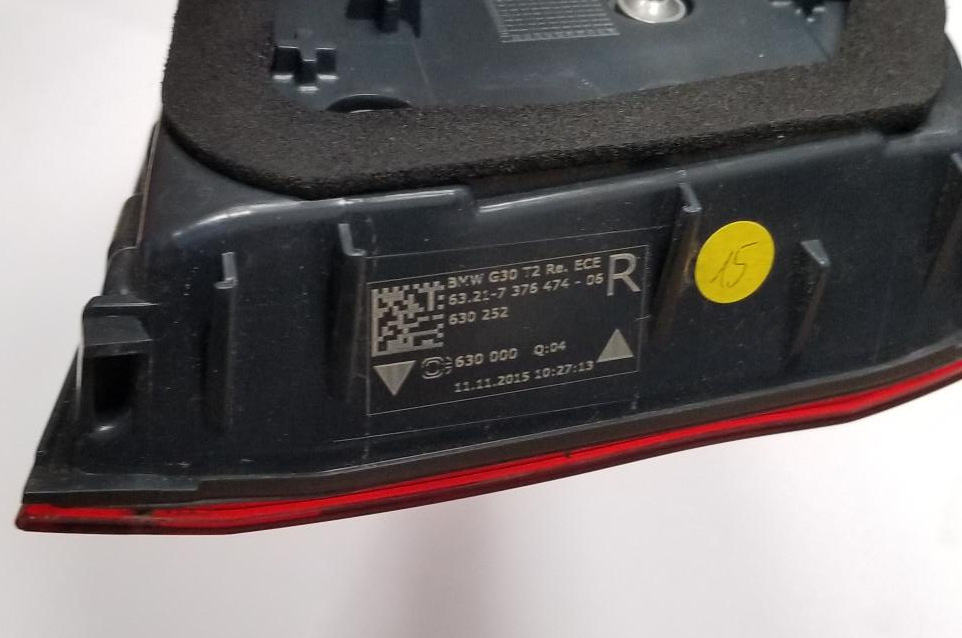 BMW G30 T2 Re. ECE
R
63.21-7 376 474 - 06
630 252
630 000 Q:04
11.11.2015 10:27:13
15